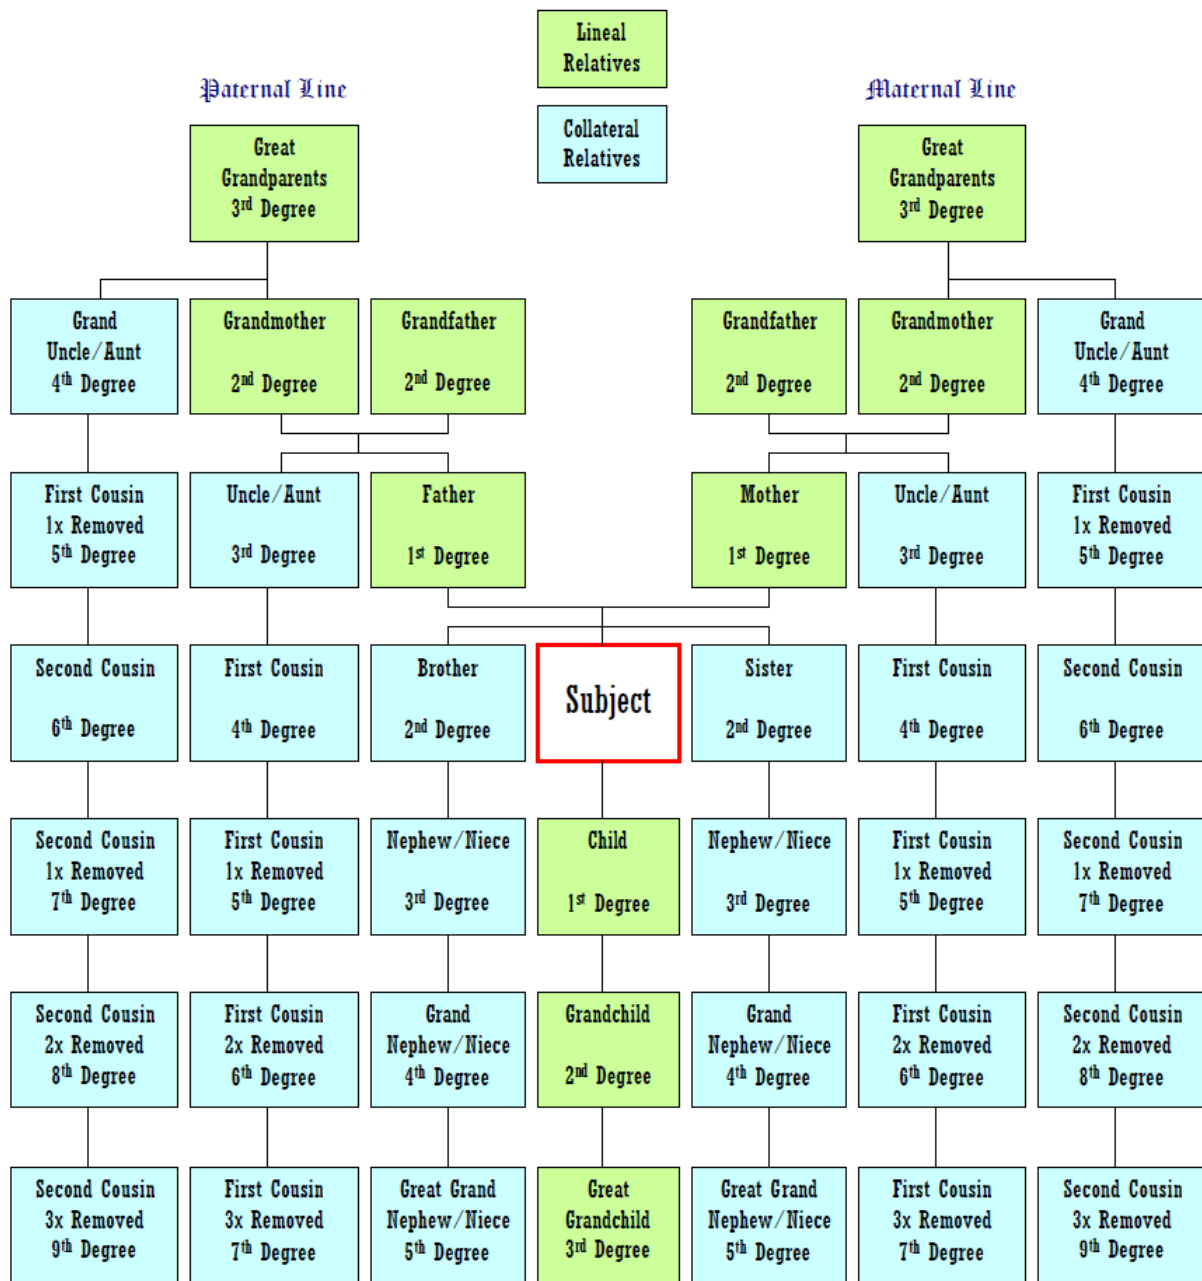 Lineal
Relatives
Paternal Line
Maternal Line
Collateral
Relatives
Great
Grandparents
3rd Degree
Great
Grandparents
3rd Degree
Grand
Uncle/Aunt
4th Degree
Grandmother
2nd Degree
Grandfather
2nd Degree
Grandfather
2nd Degree
Grandmother
2nd Degree
Grand
Uncle/Aunt
4th Degree
First Cousin
1x Removed
5th Degree
Uncle/Aunt
3rd Degree
Father
1st Degree
Mother
1st Degree
Uncle/Aunt
3rd Degree
First Cousin
1x Removed
5th Degree
Second Cousin
6th Degree
First Cousin
4th Degree
Brother
2nd Degree
Subject
Sister
2nd Degree
First Cousin
4th Degree
Second Cousin
6th Degree
Second Cousin
1x Removed
7th Degree
First Cousin
1x Removed
5th Degree
Nephew/Niece
3rd Degree
Child
1st Degree
Nephew/Niece
3rd Degree
First Cousin
1x Removed
5th Degree
Second Cousin
1x Removed
7th Degree
Second Cousin
2x Removed
8th Degree
First Cousin
2x Removed
6th Degree
Grand
Nephew/Niece
4th Degree
Grandchild
2nd Degree
Grand
Nephew/Niece
4th Degree
First Cousin
2x Removed
6th Degree
Second Cousin
2x Removed
8th Degree
Second Cousin
3x Removed
9th Degree
First Cousin
3x Removed
7th Degree
Great Grand
Nephew/Niece
5th Degree
Great
Grandchild
3rd Degree
Great Grand
Nephew/Niece
5th Degree
First Cousin
3x Removed
7th Degree
Second Cousin
3x Removed
9th Degree